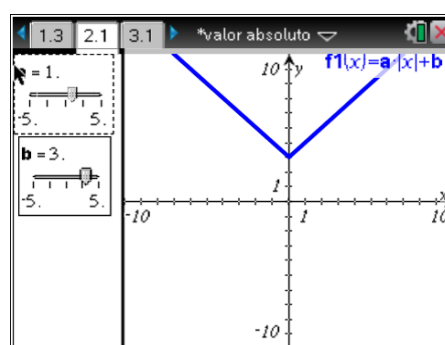 1.3 2.1 3.1 *valor absoluto
= 1.
-5. 5.
b = 3.
-5. 5.
f1(x)=a·|x|+b
10 y
1
x
-10 1 10
-10